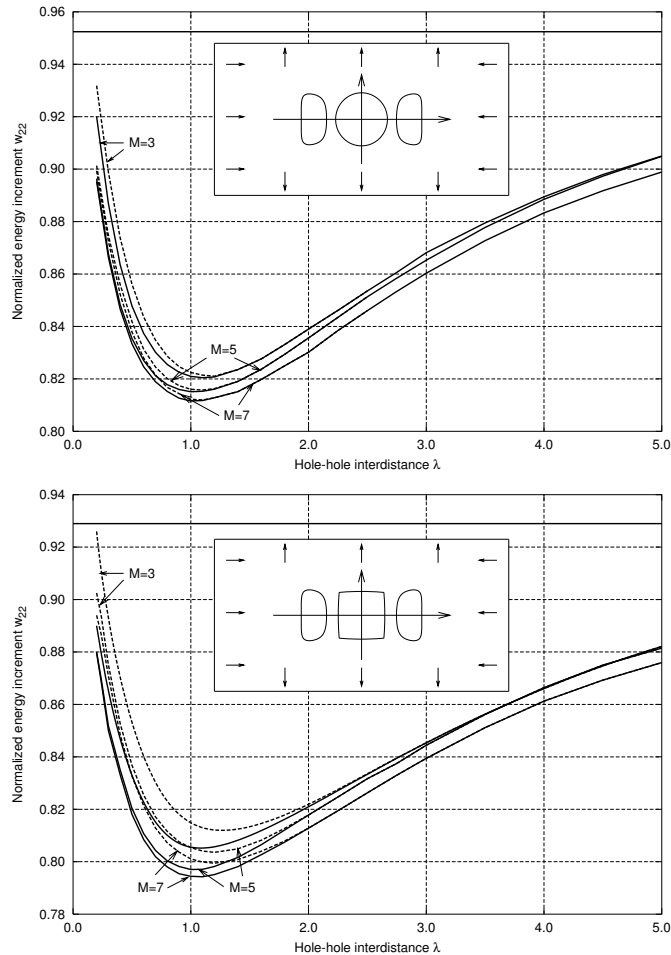 0.96
0.94
0.92
0.90
0.88
0.86
0.84
0.82
0.80
Normalized energy increment w22
M=3
M=5
M=7
0.0 1.0 2.0 3.0 4.0 5.0
Hole-hole interdistance λ
0.94
0.92
0.90
0.88
0.86
0.84
0.82
0.80
0.78
Normalized energy increment w22
M=3
M=7 M=5
0.0 1.0 2.0 3.0 4.0 5.0
Hole-hole interdistance λ